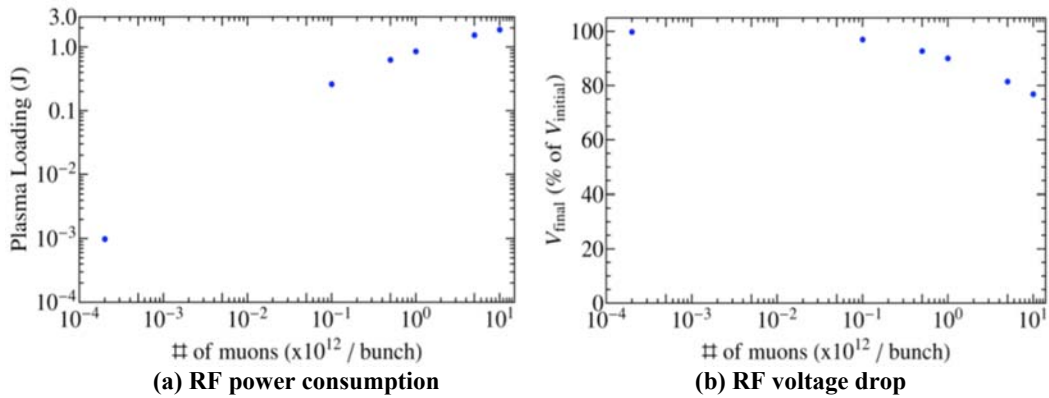 3.0
1.0
0.1
10⁻²
10⁻³
10⁻⁴
Plasma Loading (J)
10⁻⁴ 10⁻³ 10⁻² 10⁻¹ 10⁰ 10¹
# of muons (x10¹² / bunch)
(a) RF power consumption
100
80
60
40
20
0
V_final (% of V_initial)
10⁻⁴ 10⁻³ 10⁻² 10⁻¹ 10⁰ 10¹
# of muons (x10¹² / bunch)
(b) RF voltage drop